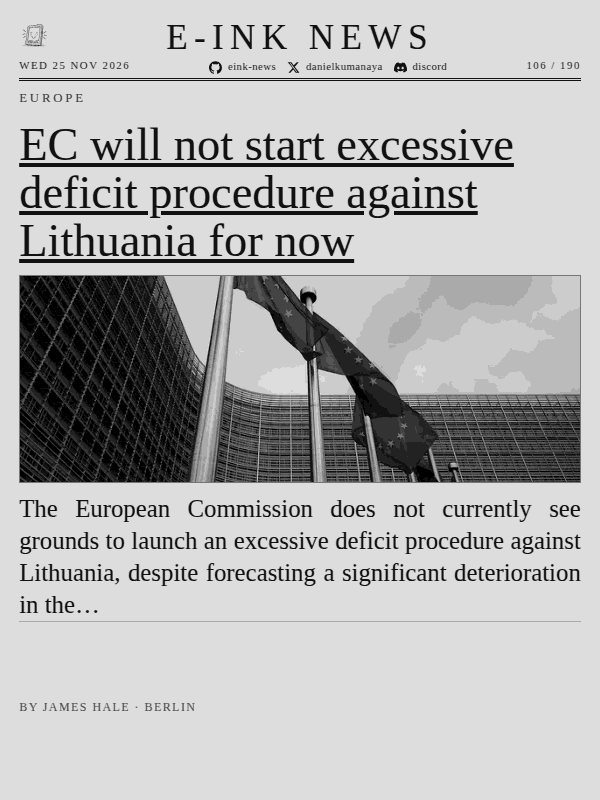 E-INK NEWS
WED 25 NOV 2026
eink-news danielkumanaya discord
106 / 190
EUROPE
EC will not start excessive
deficit procedure against
Lithuania for now
The European Commission does not currently see
grounds to launch an excessive deficit procedure against
Lithuania, despite forecasting a significant deterioration
in the…
BY JAMES HALE · BERLIN